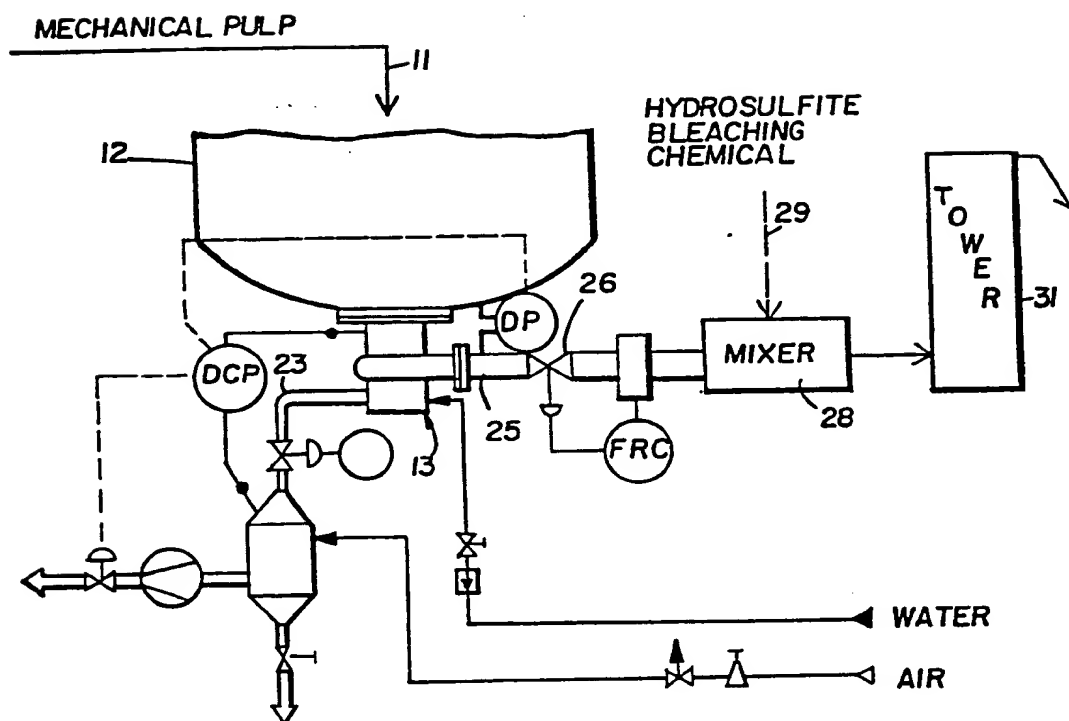 MECHANICAL PULP
11
HYDROSULFITE
BLEACHING
CHEMICAL
12
29
TOWER
26
31
DP
MIXER
DCP
23
25
28
13
FRC
WATER
AIR